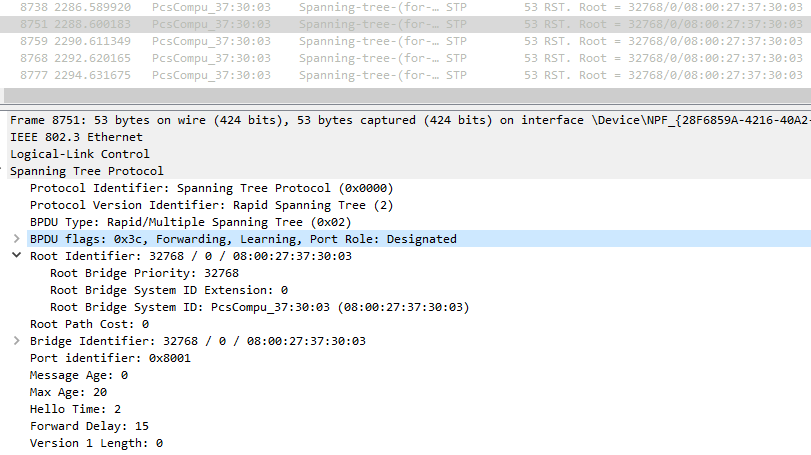 8738 2286.589920 PcsCompu_37:30:03 Spanning-tree-(for-… STP 53 RST. Root = 32768/0/08:00:27:37:30:03
8751 2288.600183 PcsCompu_37:30:03 Spanning-tree-(for-… STP 53 RST. Root = 32768/0/08:00:27:37:30:03
8759 2290.611349 PcsCompu_37:30:03 Spanning-tree-(for-… STP 53 RST. Root = 32768/0/08:00:27:37:30:03
8768 2292.620165 PcsCompu_37:30:03 Spanning-tree-(for-… STP 53 RST. Root = 32768/0/08:00:27:37:30:03
8777 2294.631675 PcsCompu_37:30:03 Spanning-tree-(for-… STP 53 RST. Root = 32768/0/08:00:27:37:30:03
Frame 8751: 53 bytes on wire (424 bits), 53 bytes captured (424 bits) on interface \Device\NPF_{28F6859A-4216-40A2-
IEEE 802.3 Ethernet
Logical-Link Control
Spanning Tree Protocol
Protocol Identifier: Spanning Tree Protocol (0x0000)
Protocol Version Identifier: Rapid Spanning Tree (2)
BPDU Type: Rapid/Multiple Spanning Tree (0x02)
BPDU flags: 0x3c, Forwarding, Learning, Port Role: Designated
Root Identifier: 32768 / 0 / 08:00:27:37:30:03
Root Bridge Priority: 32768
Root Bridge System ID Extension: 0
Root Bridge System ID: PcsCompu_37:30:03 (08:00:27:37:30:03)
Root Path Cost: 0
Bridge Identifier: 32768 / 0 / 08:00:27:37:30:03
Port identifier: 0x8001
Message Age: 0
Max Age: 20
Hello Time: 2
Forward Delay: 15
Version 1 Length: 0